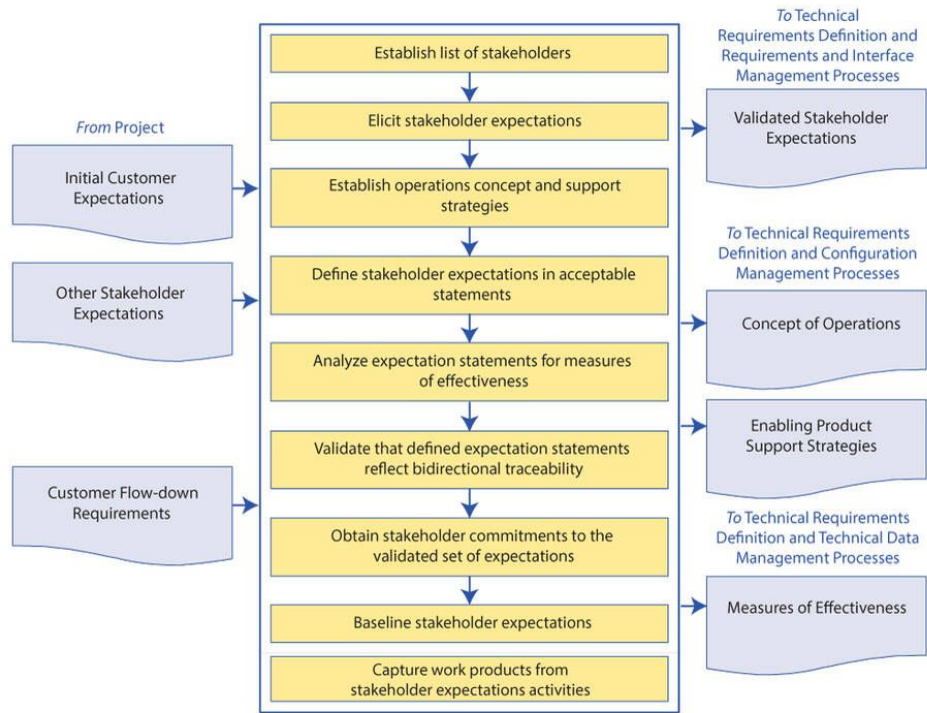 From Project
Initial Customer
Expectations
Other Stakeholder
Expectations
Customer Flow-down
Requirements
Establish list of stakeholders
Elicit stakeholder expectations
Establish operations concept and support
strategies
Define stakeholder expectations in acceptable
statements
Analyze expectation statements for measures
of effectiveness
Validate that defined expectation statements
reflect bidirectional traceability
Obtain stakeholder commitments to the
validated set of expectations
Baseline stakeholder expectations
Capture work products from
stakeholder expectations activities
To Technical
Requirements Definition and
Requirements and Interface
Management Processes
Validated Stakeholder
Expectations
To Technical Requirements
Definition and Configuration
Management Processes
Concept of Operations
Enabling Product
Support Strategies
To Technical Requirements
Definition and Technical Data
Management Processes
Measures of Effectiveness